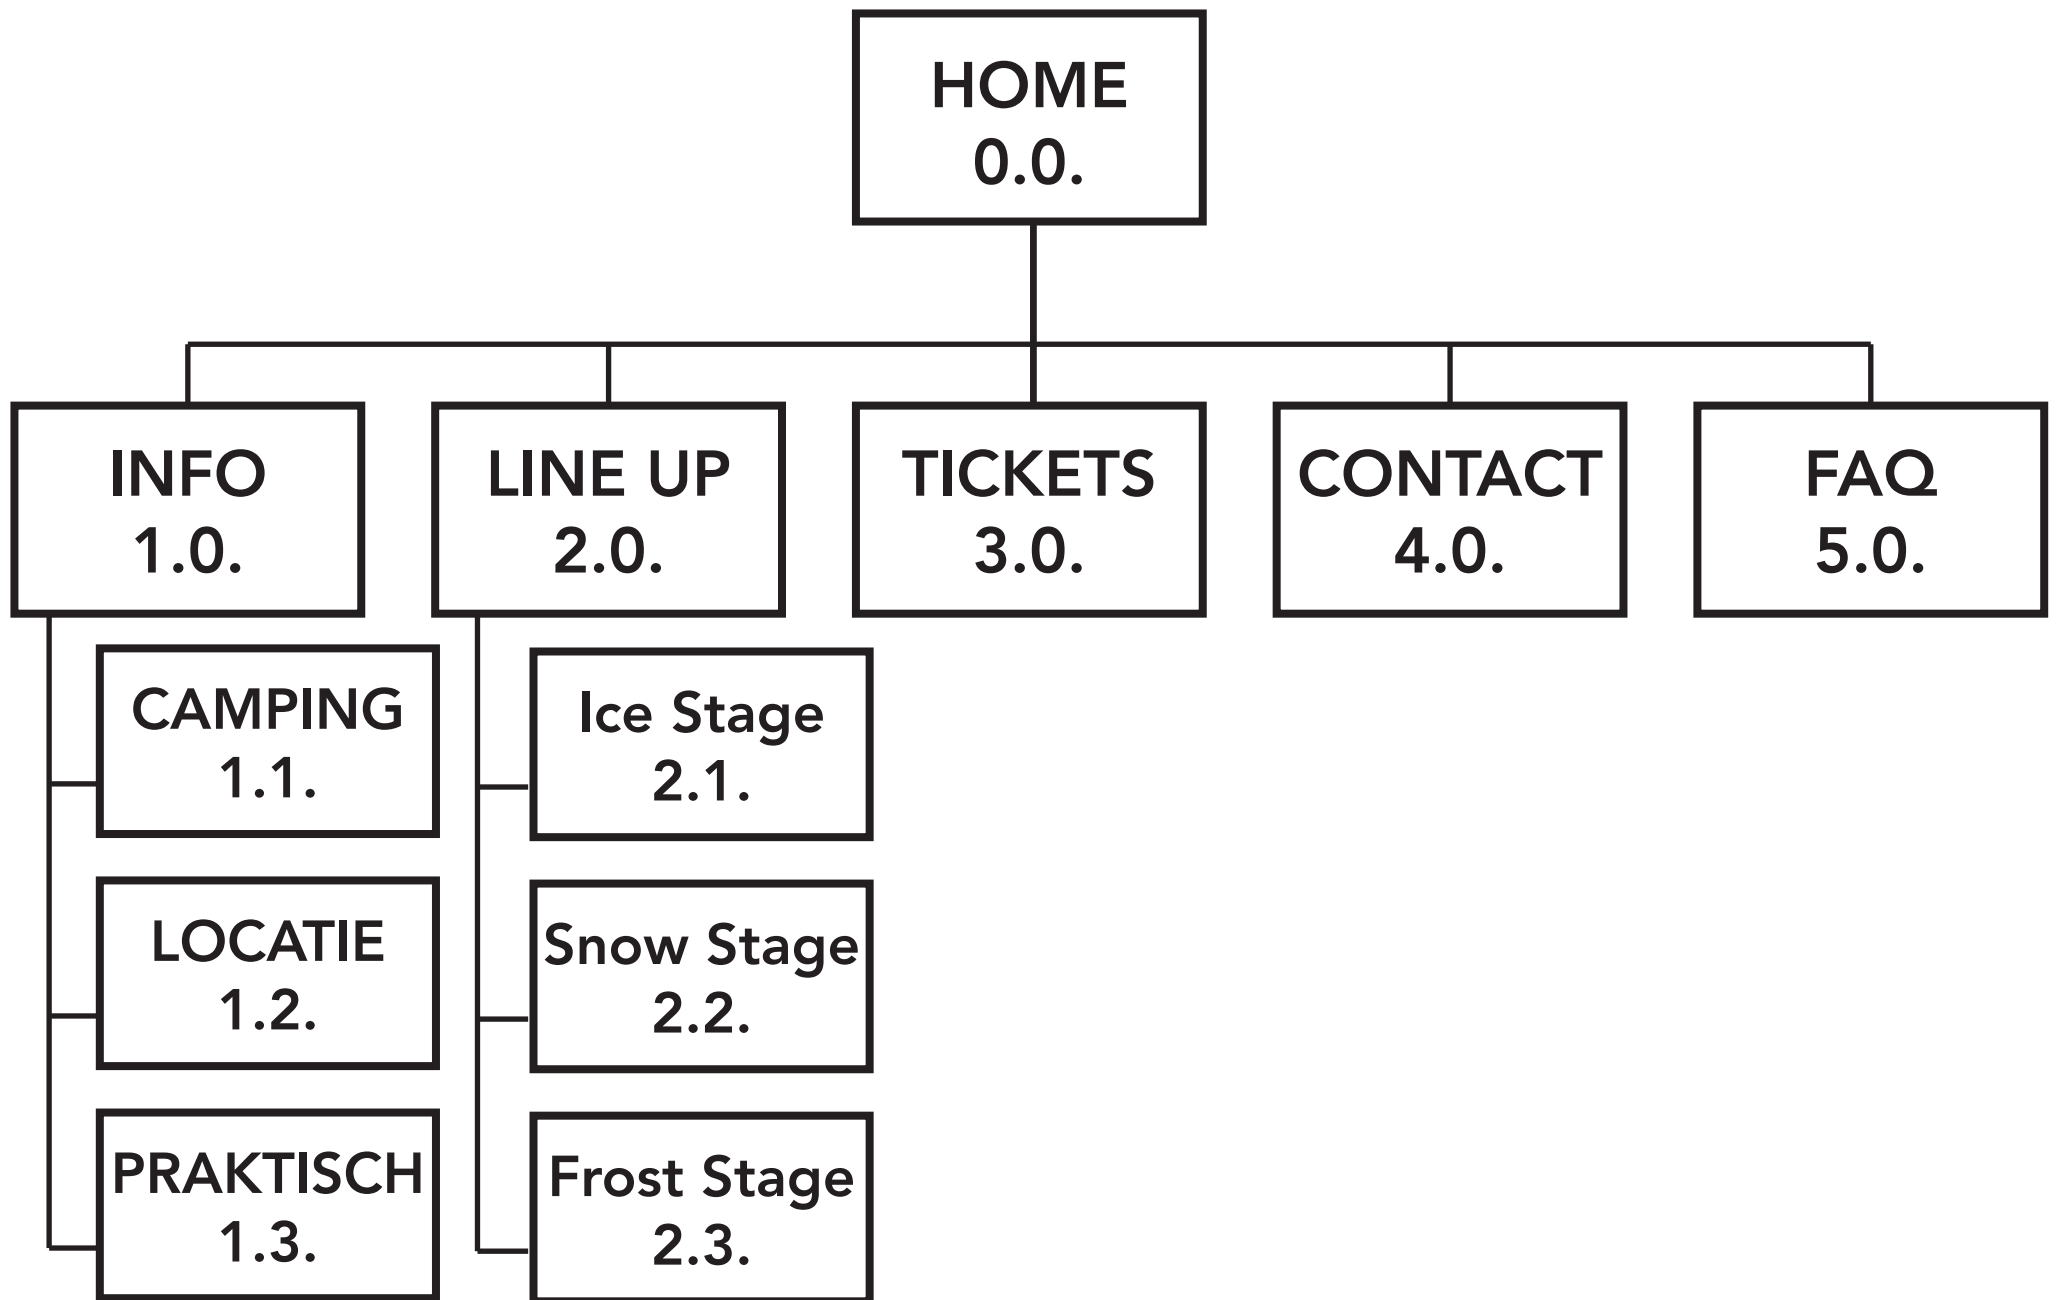 HOME
0.0.
INFO
1.0.
LINE UP
2.0.
TICKETS
3.0.
CONTACT
4.0.
FAQ
5.0.
CAMPING
1.1.
LOCATIE
1.2.
PRAKTISCH
1.3.
Ice Stage
2.1.
Snow Stage
2.2.
Frost Stage
2.3.